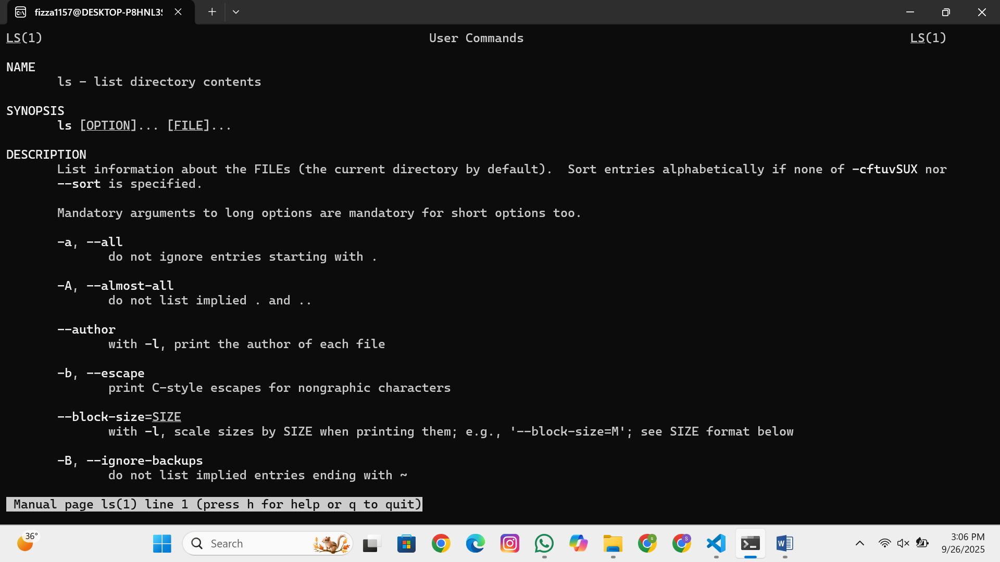 fizza1157@DESKTOP-P8HNL3S
LS(1) User Commands LS(1)
NAME
ls - list directory contents
SYNOPSIS
ls [OPTION]... [FILE]...
DESCRIPTION
List information about the FILEs (the current directory by default). Sort entries alphabetically if none of -cftuvSUX nor
--sort is specified.
Mandatory arguments to long options are mandatory for short options too.
-a, --all
do not ignore entries starting with .
-A, --almost-all
do not list implied . and ..
--author
with -l, print the author of each file
-b, --escape
print C-style escapes for nongraphic characters
--block-size=SIZE
with -l, scale sizes by SIZE when printing them; e.g., '--block-size=M'; see SIZE format below
-B, --ignore-backups
do not list implied entries ending with ~
Manual page ls(1) line 1 (press h for help or q to quit)
36°
Search
3:06 PM
9/26/2025